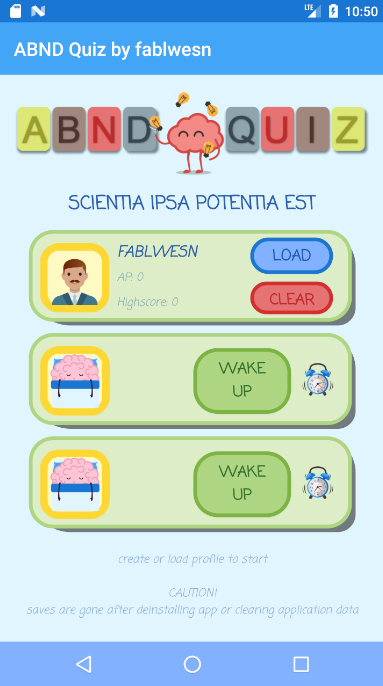 LTE 10:50
ABND Quiz by fablwesn
ABND QUIZ
SCIENTIA IPSA POTENTIA EST
FABLWESN
LOAD
AP: 0
Highscore: 0
CLEAR
WAKE
UP
WAKE
UP
create or load profile to start
CAUTION!
saves are gone after deinstalling app or clearing application data